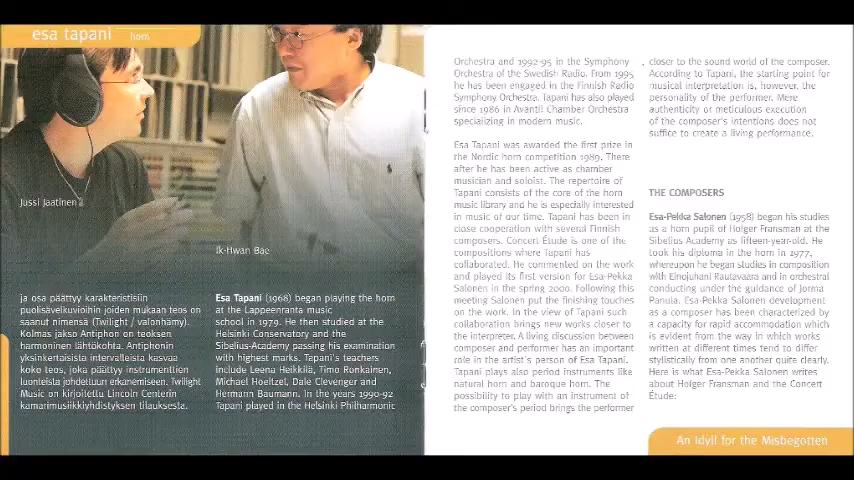 esa tapani horn
Jussi Jaatinen
Ik-Hwan Bae
ja osa päättyy karakteristisiin
puolisävelkuvioihin joiden mukaan teos on
saanut nimensä (Twilight / valonhämy).
Kolmas jakso Antiphon on teoksen
harmoninen lähtökohta. Antiphonin
yksinkertaisista intervalleista kasvaa
koko teos, joka päättyy instrumenttien
luonteista johdettuun erkanemiseen. Twilight
Music on kirjoitettu Lincoln Centerin
kamarimusiikkiyhdistyksen tilauksesta.
Esa Tapani (1968) began playing the horn
at the Lappeenranta music
school in 1979. He then studied at the
Helsinki Conservatory and the
Sibelius-Academy passing his examination
with highest marks. Tapani's teachers
include Leena Heikkilä, Timo Ronkainen,
Michael Hoeltzel, Dale Clevenger and
Hermann Baumann. In the years 1990-92
Tapani played in the Helsinki Philharmonic
Orchestra and 1992-95 in the Symphony
Orchestra of the Swedish Radio. From 1995
he has been engaged in the Finnish Radio
Symphony Orchestra. Tapani has also played
since 1986 in Avanti! Chamber Orchestra
specializing in modern music.
Esa Tapani was awarded the first prize in
the Nordic horn competition 1989. There
after he has been active as chamber
musician and soloist. The repertoire of
Tapani consists of the core of the horn
music library and he is especially interested
in music of our time. Tapani has been in
close cooperation with several Finnish
composers. Concert Étude is one of the
compositions where Tapani has
collaborated. He commented on the work
and played its first version for Esa-Pekka
Salonen in the spring 2000. Following this
meeting Salonen put the finishing touches
on the work. In the view of Tapani such
collaboration brings new works closer to
the interpreter. A living discussion between
composer and performer has an important
role in the artist's person of Esa Tapani.
Tapani plays also period instruments like
natural horn and baroque horn. The
possibility to play with an instrument of
the composer's period brings the performer
closer to the sound world of the composer.
According to Tapani, the starting point for
musical interpretation is, however, the
personality of the performer. Mere
authenticity or meticulous execution
of the composer's intentions does not
suffice to create a living performance.
THE COMPOSERS
Esa-Pekka Salonen (1958) began his studies
as a horn pupil of Holger Fransman at the
Sibelius Academy as fifteen-year-old. He
took his diploma in the horn in 1977,
whereupon he began studies in composition
with Einojuhani Rautavaara and in orchestral
conducting under the guidance of Jorma
Panula. Esa-Pekka Salonen development
as a composer has been characterized by
a capacity for rapid accommodation which
is evident from the way in which works
written at different times tend to differ
stylistically from one another quite clearly.
Here is what Esa-Pekka Salonen writes
about Holger Fransman and the Concert
Étude:
An Idyll for the Misbegotten